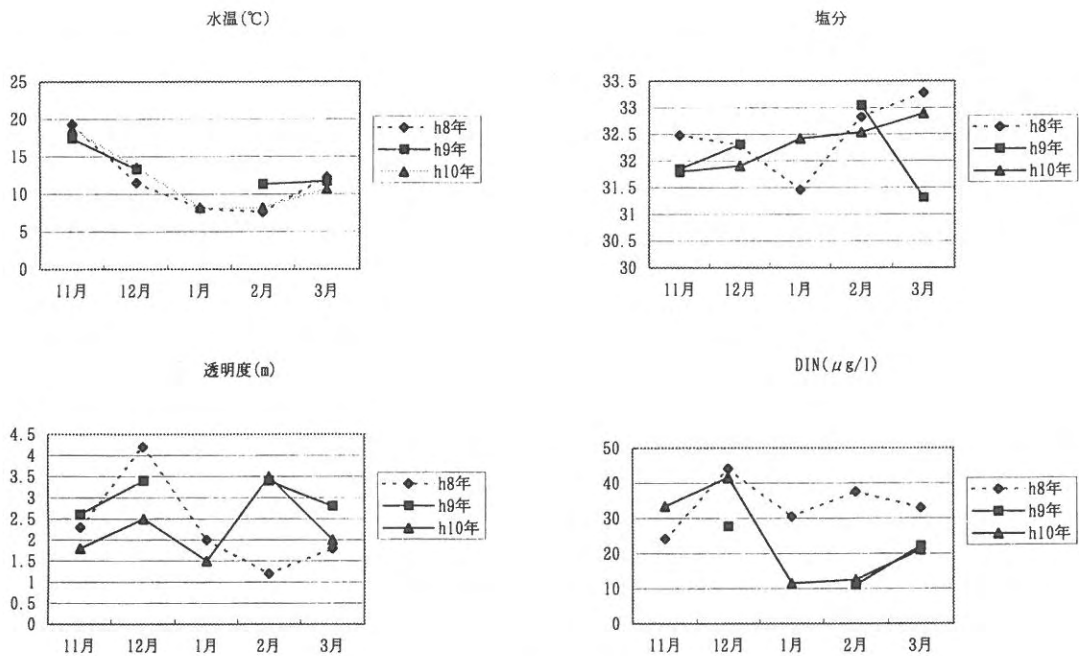 水温(℃)
25
20
15
10
5
0
11月 12月 1月 2月 3月
h8年
h9年
h10年
塩分
33.5
33
32.5
32
31.5
31
30.5
30
11月 12月 1月 2月 3月
h8年
h9年
h10年
透明度(m)
4.5
4
3.5
3
2.5
2
1.5
1
0.5
0
11月 12月 1月 2月 3月
h8年
h9年
h10年
DIN(μg/l)
50
40
30
20
10
0
11月 12月 1月 2月 3月
h8年
h9年
h10年